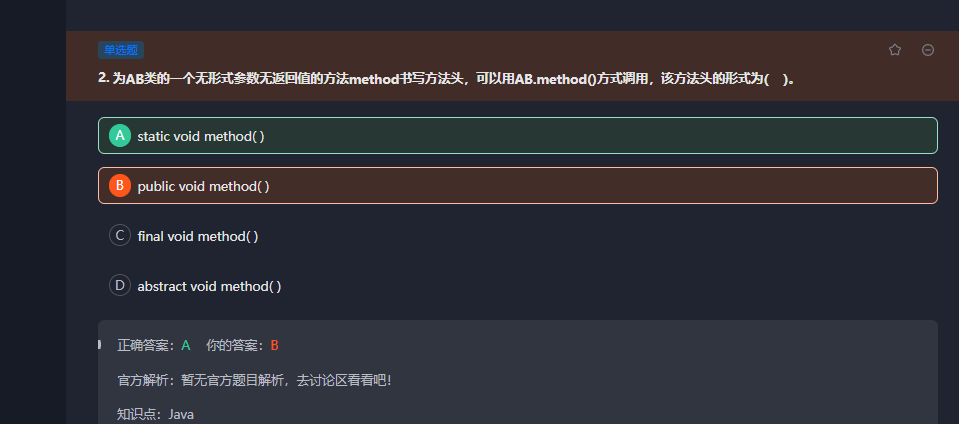 单选题
2. 为AB类的一个无形式参数无返回值的方法method书写方法头，可以用AB.method()方式调用，该方法头的形式为(    )。
A static void method( )
B public void method( )
C final void method( )
D abstract void method( )
正确答案：A 你的答案：B
官方解析：暂无官方题目解析，去讨论区看看吧！
知识点：Java